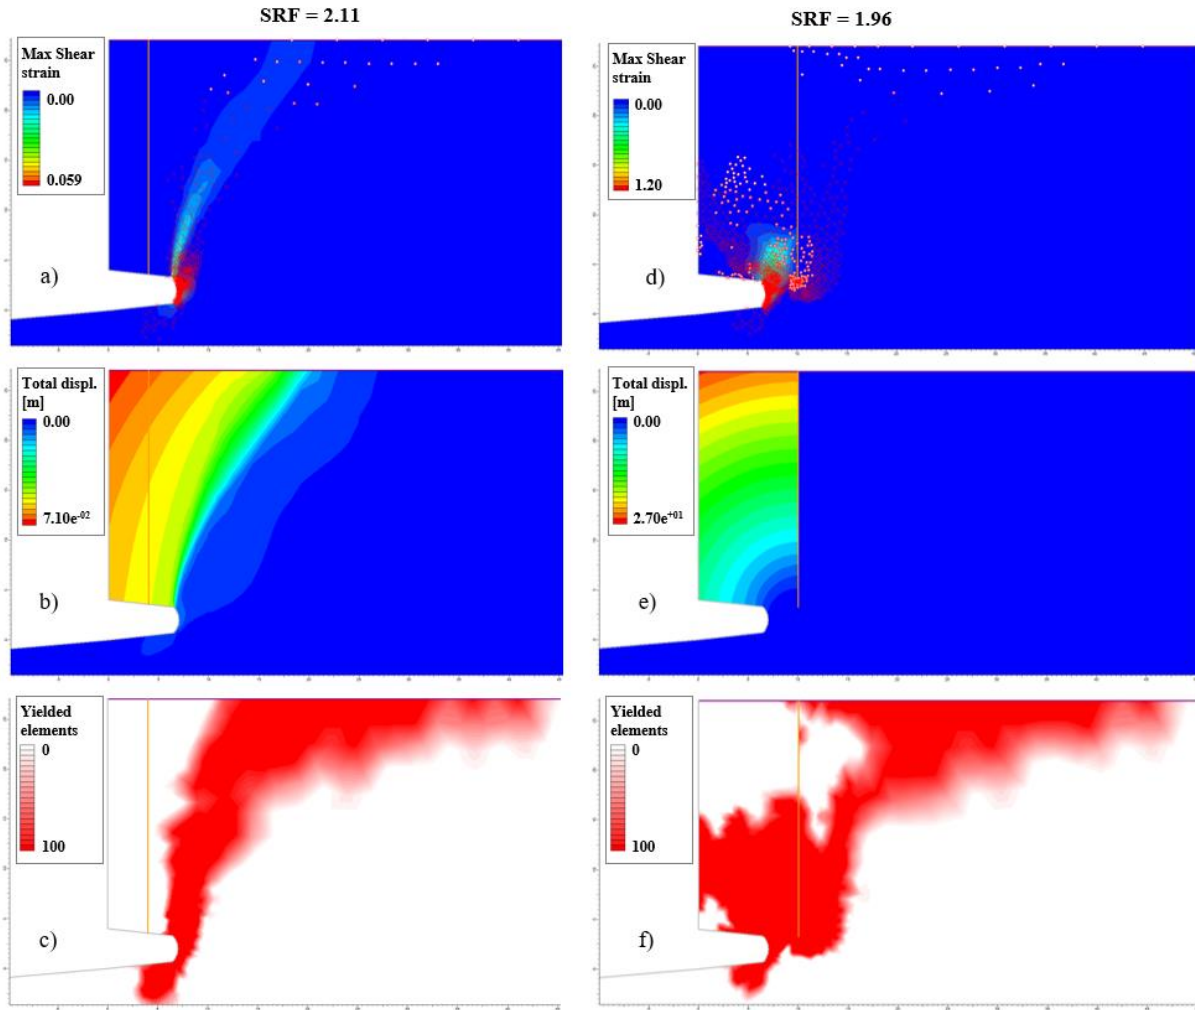 SRF = 2.11
SRF = 1.96
Max Shear
strain
0.00
0.059
a)
Max Shear
strain
0.00
1.20
d)
Total displ.
[m]
0.00
7.10e-02
b)
Total displ.
[m]
0.00
2.70e+01
e)
Yielded
elements
0
100
c)
Yielded
elements
0
100
f)